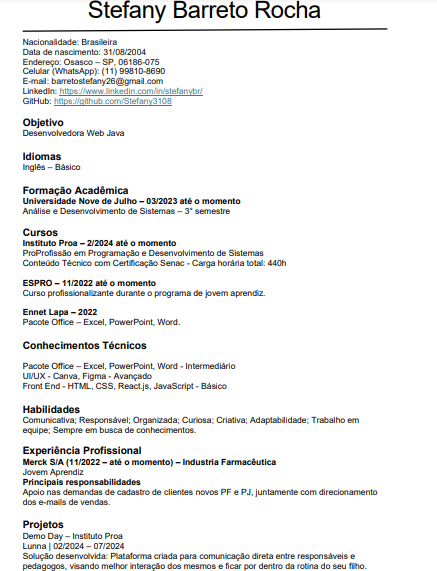 Stefany Barreto Rocha
Nacionalidade: Brasileira
Data de nascimento: 31/08/2004
Endereço: Osasco – SP, 06186-075
Celular (WhatsApp): (11) 99810-8690
E-mail: barretostefany26@gmail.com
LinkedIn: https://www.linkedin.com/in/stefanybr/
GitHub: https://github.com/Stefany3108
Objetivo
Desenvolvedora Web Java
Idiomas
Inglês – Básico
Formação Acadêmica
Universidade Nove de Julho – 03/2023 até o momento
Análise e Desenvolvimento de Sistemas – 3° semestre
Cursos
Instituto Proa – 2/2024 até o momento
ProProfissão em Programação e Desenvolvimento de Sistemas
Conteúdo Técnico com Certificação Senac - Carga horária total: 440h
ESPRO – 11/2022 até o momento
Curso profissionalizante durante o programa de jovem aprendiz.
Ennet Lapa – 2022
Pacote Office – Excel, PowerPoint, Word.
Conhecimentos Técnicos
Pacote Office – Excel, PowerPoint, Word - Intermediário
UI/UX - Canva, Figma - Avançado
Front End - HTML, CSS, React.js, JavaScript - Básico
Habilidades
Comunicativa; Responsável; Organizada; Curiosa; Criativa; Adaptabilidade; Trabalho em
equipe; Sempre em busca de conhecimentos.
Experiência Profissional
Merck S/A (11/2022 – até o momento) – Industria Farmacêutica
Jovem Aprendiz
Principais responsabilidades
Apoio nas demandas de cadastro de clientes novos PF e PJ, juntamente com direcionamento
dos e-mails de vendas.
Projetos
Demo Day – Instituto Proa
Lunna | 02/2024 – 07/2024
Solução desenvolvida: Plataforma criada para comunicação direta entre responsáveis e
pedagogos, visando melhor interação dos mesmos e ficar por dentro da rotina do seu filho.